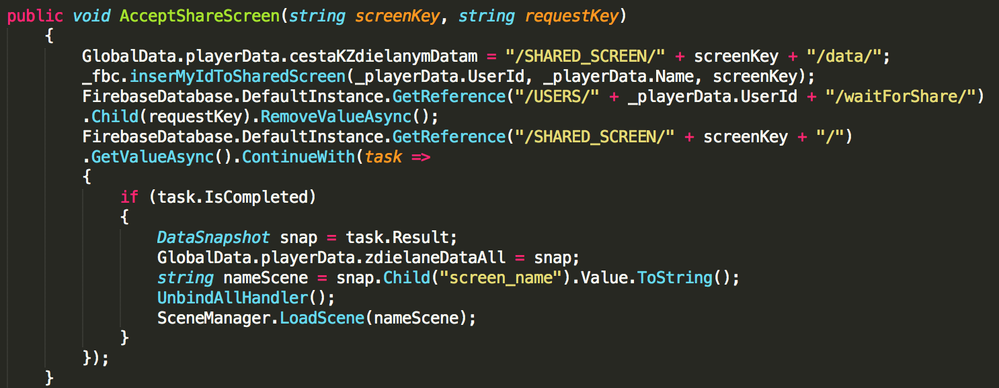 public void AcceptShareScreen(string screenKey, string requestKey)
{
GlobalData.playerData.cestaKZdielanymDatam = "/SHARED_SCREEN/" + screenKey + "/data/";
_fbc.inserMyIdToSharedScreen(_playerData.UserId, _playerData.Name, screenKey);
FirebaseDatabase.DefaultInstance.GetReference("/USERS/" + _playerData.UserId + "/waitForShare/")
.Child(requestKey).RemoveValueAsync();
FirebaseDatabase.DefaultInstance.GetReference("/SHARED_SCREEN/" + screenKey + "/")
.GetValueAsync().ContinueWith(task =>
{
if (task.IsCompleted)
{
DataSnapshot snap = task.Result;
GlobalData.playerData.zdielaneDataAll = snap;
string nameScene = snap.Child("screen_name").Value.ToString();
UnbindAllHandler();
SceneManager.LoadScene(nameScene);
}
});
}